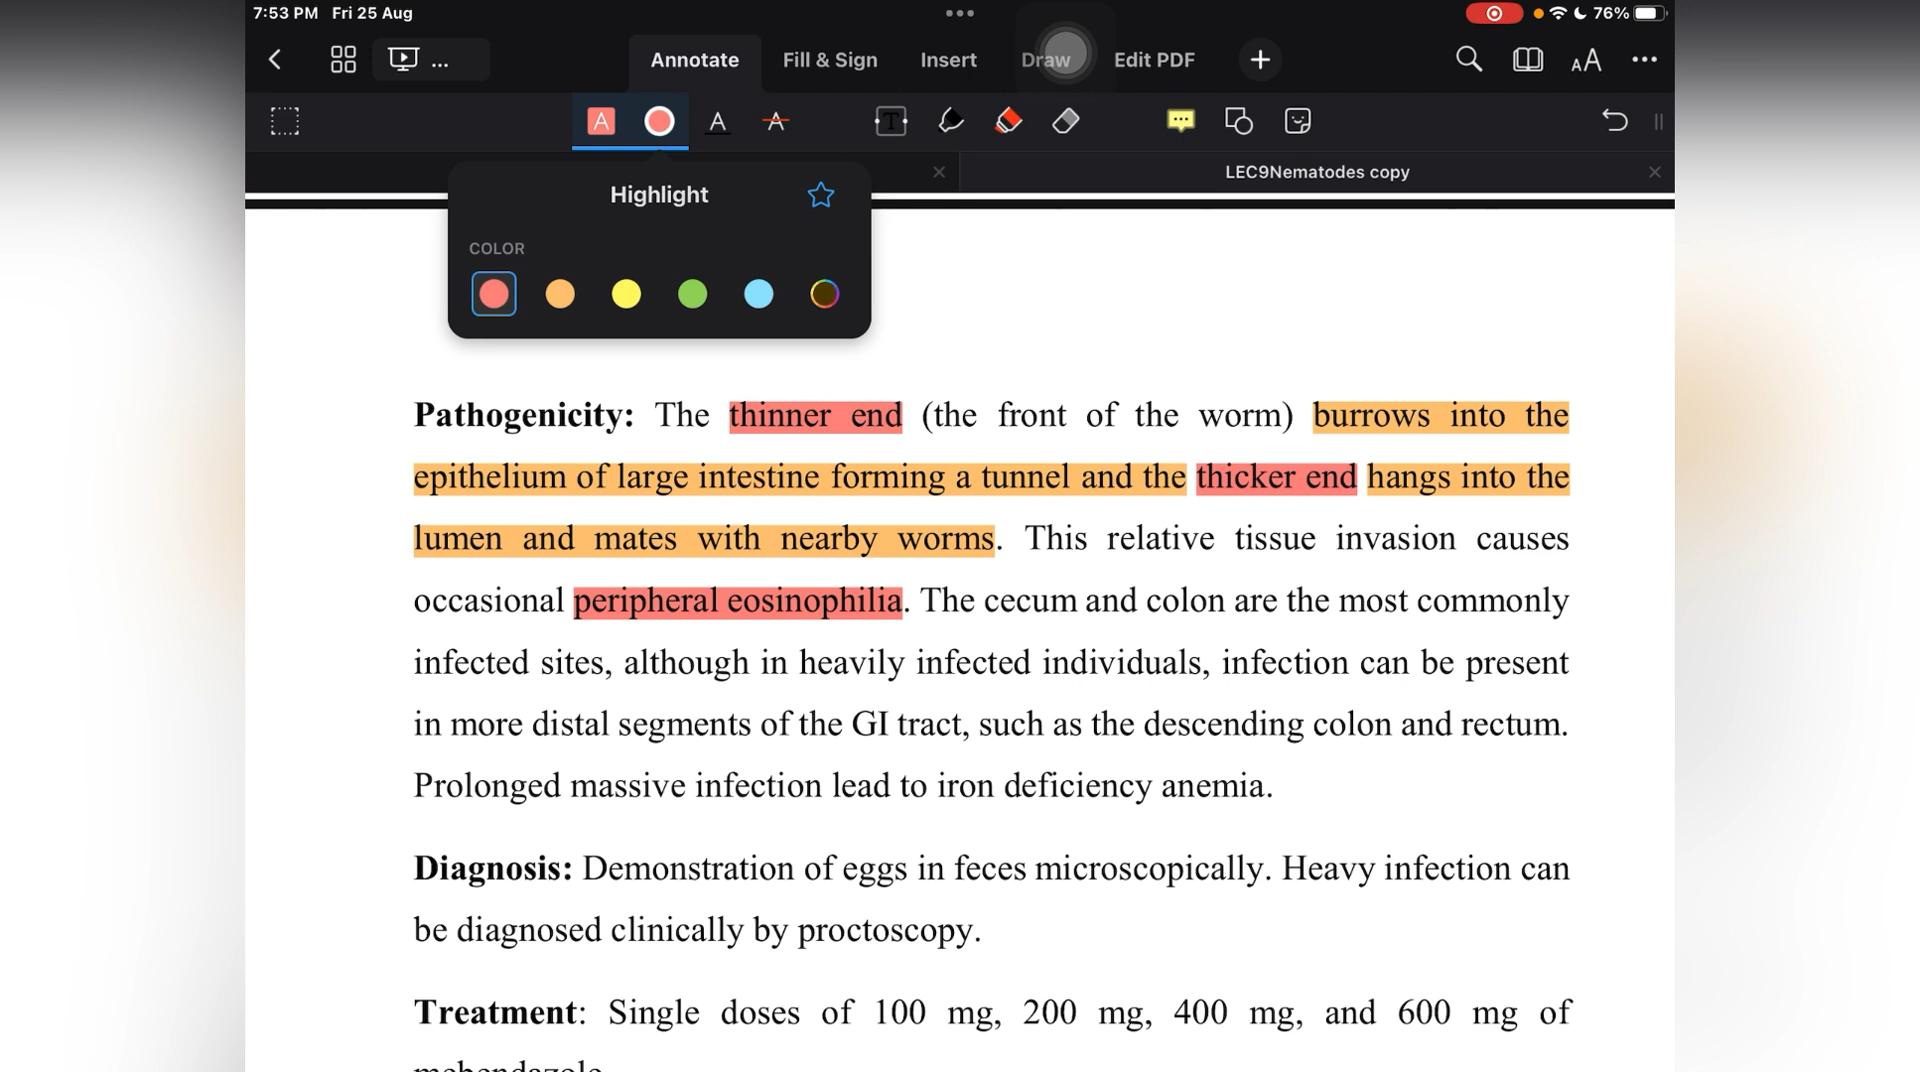 7:53 PM Fri 25 Aug
76%
... Annotate Fill & Sign Insert Draw Edit PDF AA
A A A T
LEC9Nematodes copy
Highlight
COLOR
Pathogenicity: The thinner end (the front of the worm) burrows into the
epithelium of large intestine forming a tunnel and the thicker end hangs into the
lumen and mates with nearby worms. This relative tissue invasion causes
occasional peripheral eosinophilia. The cecum and colon are the most commonly
infected sites, although in heavily infected individuals, infection can be present
in more distal segments of the GI tract, such as the descending colon and rectum.
Prolonged massive infection lead to iron deficiency anemia.
Diagnosis: Demonstration of eggs in feces microscopically. Heavy infection can
be diagnosed clinically by proctoscopy.
Treatment: Single doses of 100 mg, 200 mg, 400 mg, and 600 mg of
mebendazole